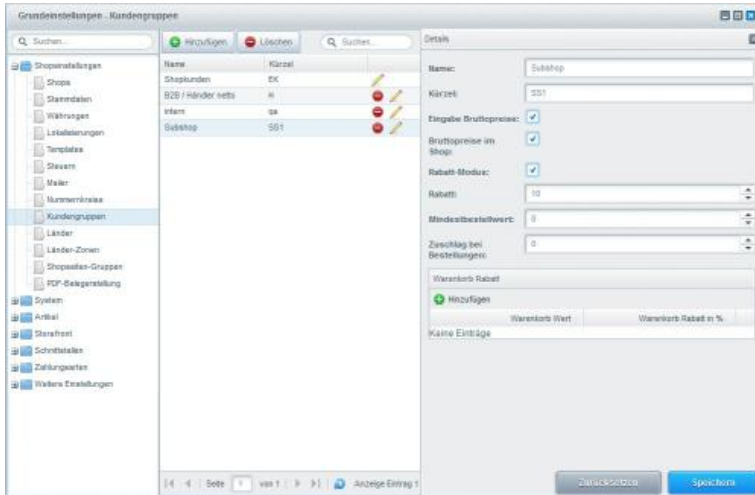 Grundeinstellungen - Kundengruppen
Suchen...
Shopeinstellungen
Shops
Stammdaten
Währungen
Lokalisierungen
Templates
Steuern
Mailer
Nummernkreise
Kundengruppen
Länder
Länder-Zonen
Shopseiten-Gruppen
PDF-Belegerstellung
System
Artikel
Storefront
Schnittstellen
Zahlungsarten
Weitere Einstellungen
Hinzufügen Löschen Suchen...
Name Kürzel
Shopkunden EK
B2B / Händler netto H
intern qa
Subshop SS1
Seite 1 von 1 Anzeige Eintrag 1
Details
Name: Subshop
Kürzel: SS1
Eingabe Bruttopreise:
Bruttopreise im Shop:
Rabatt-Modus:
Rabatt: 10
Mindestbestellwert: 0
Zuschlag bei Bestellungen: 0
Warenkorb Rabatt
Hinzufügen
Warenkorb Wert Warenkorb Rabatt in %
Keine Einträge
Zurücksetzen Speichern